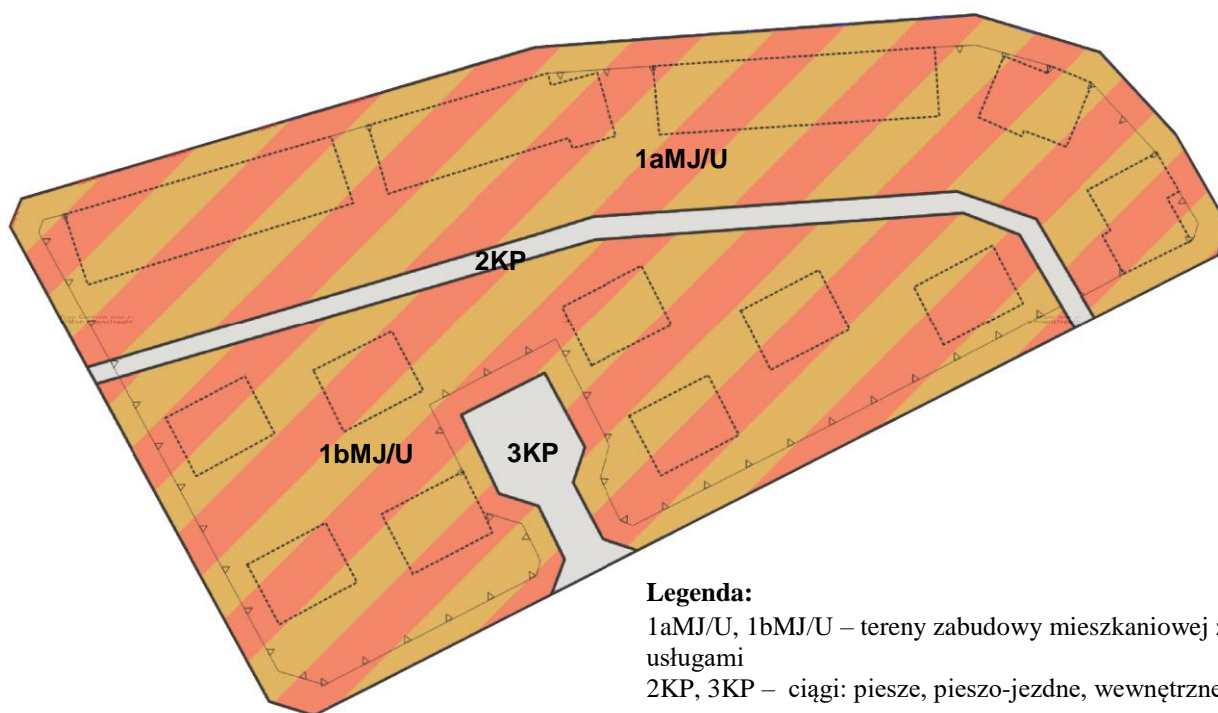 1aMJ/U
2KP
1bMJ/U
3KP
Legenda:
1aMJ/U, 1bMJ/U – tereny zabudowy mieszkaniowej z
usługami
2KP, 3KP – ciągi: piesze, pieszo-jezdne, wewnętrzne